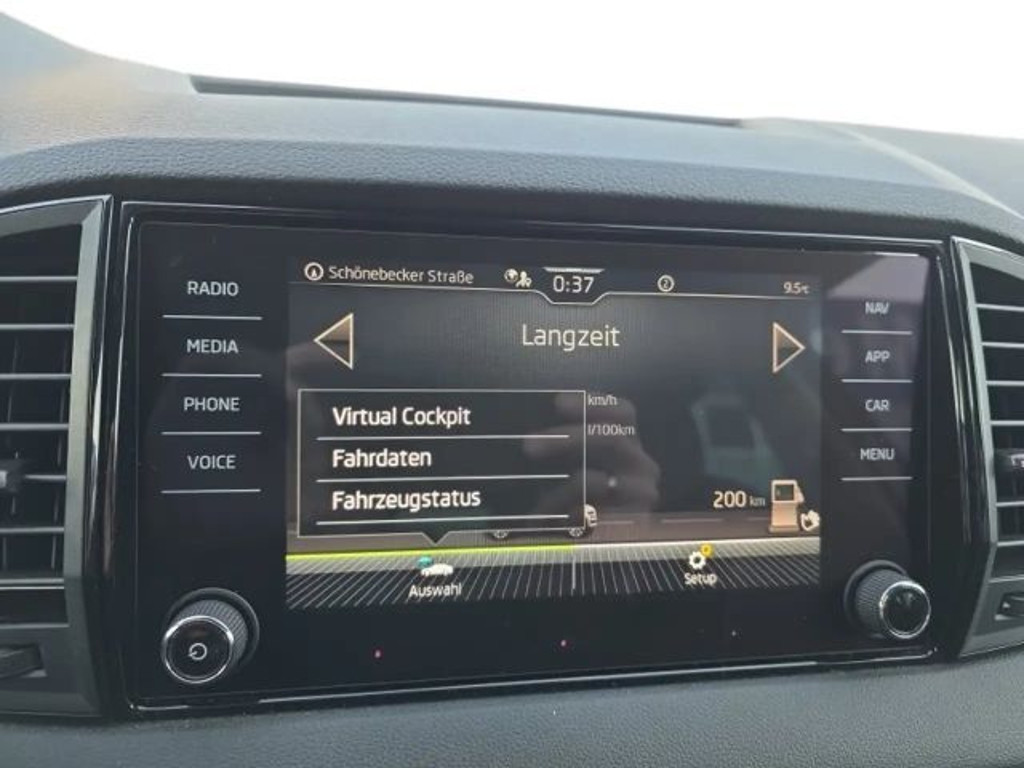 Schönebecker Straße 0:37 2 9.5°C
Langzeit
RADIO
MEDIA
PHONE
VOICE
Virtual Cockpit
Fahrdaten
Fahrzeugstatus
km/h
l/100km
200 km
Auswahl
Setup
NAV
APP
CAR
MENU